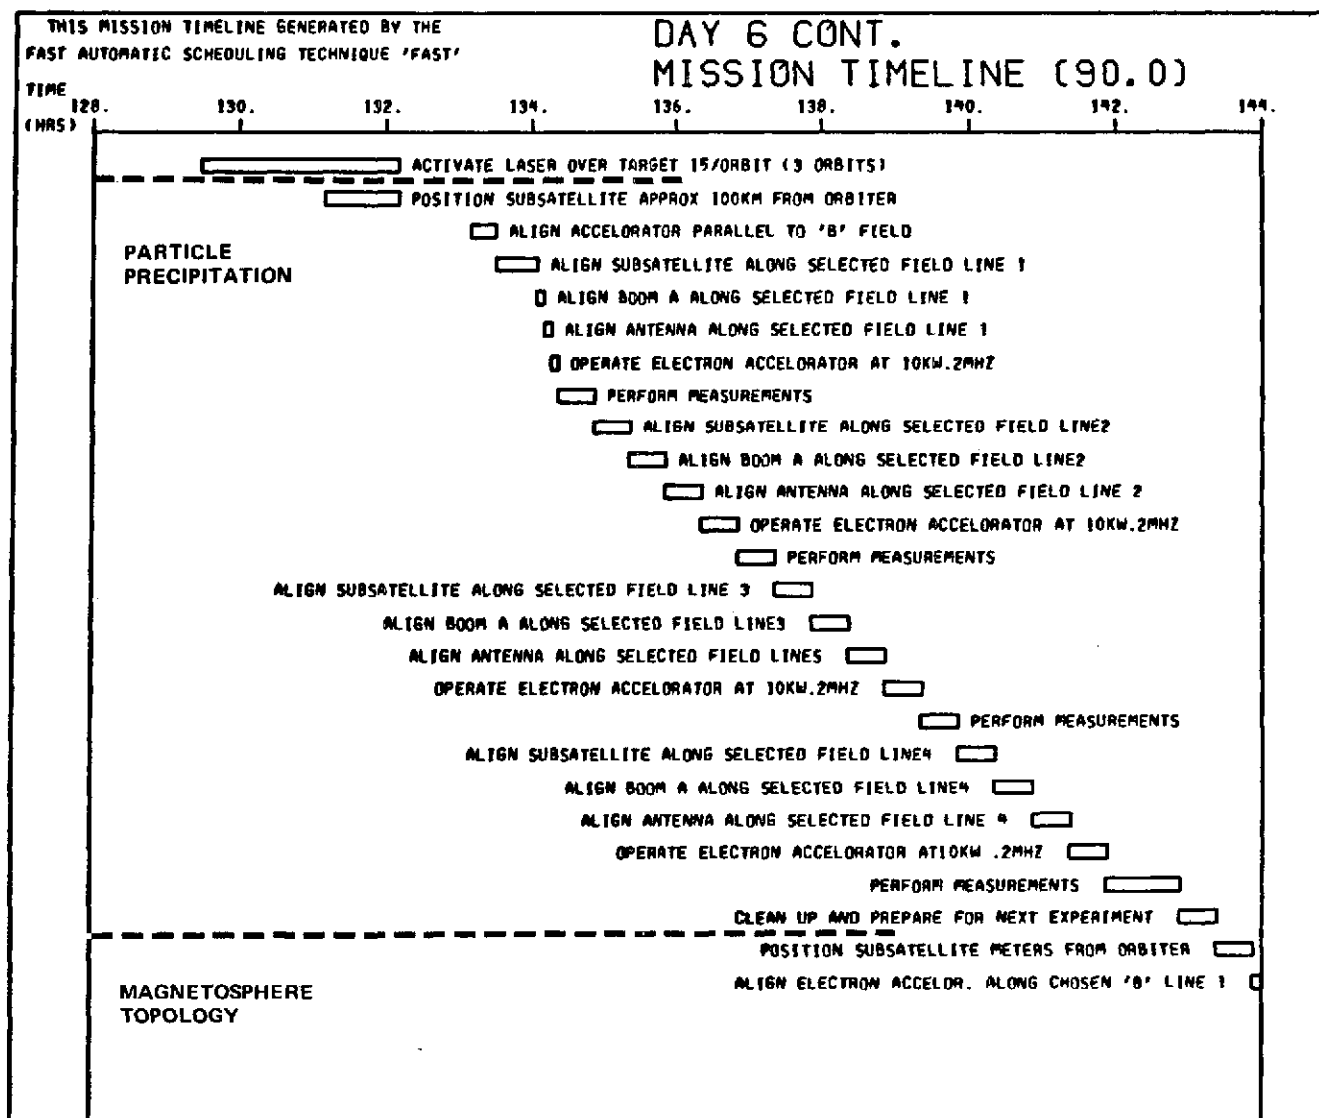 THIS MISSION TIMELINE GENERATED BY THE
FAST AUTOMATIC SCHEDULING TECHNIQUE 'FAST'
DAY 6 CONT.
MISSION TIMELINE (90.0)
TIME
(HRS)
128. 130. 132. 134. 136. 138. 140. 142. 144.
ACTIVATE LASER OVER TARGET 15/ORBIT (3 ORBITS)
POSITION SUBSATELLITE APPROX 100KM FROM ORBITER
PARTICLE
PRECIPITATION
ALIGN ACCELORATOR PARALLEL TO 'B' FIELD
ALIGN SUBSATELLITE ALONG SELECTED FIELD LINE 1
ALIGN BOOM A ALONG SELECTED FIELD LINE 1
ALIGN ANTENNA ALONG SELECTED FIELD LINE 1
OPERATE ELECTRON ACCELORATOR AT 10KW.2MHZ
PERFORM MEASUREMENTS
ALIGN SUBSATELLITE ALONG SELECTED FIELD LINE2
ALIGN BOOM A ALONG SELECTED FIELD LINE2
ALIGN ANTENNA ALONG SELECTED FIELD LINE 2
OPERATE ELECTRON ACCELORATOR AT 10KW.2MHZ
PERFORM MEASUREMENTS
ALIGN SUBSATELLITE ALONG SELECTED FIELD LINE 3
ALIGN BOOM A ALONG SELECTED FIELD LINE3
ALIGN ANTENNA ALONG SELECTED FIELD LINES
OPERATE ELECTRON ACCELORATOR AT 10KW.2MHZ
PERFORM MEASUREMENTS
ALIGN SUBSATELLITE ALONG SELECTED FIELD LINE4
ALIGN BOOM A ALONG SELECTED FIELD LINE4
ALIGN ANTENNA ALONG SELECTED FIELD LINE 4
OPERATE ELECTRON ACCELORATOR AT10KW .2MHZ
PERFORM MEASUREMENTS
CLEAN UP AND PREPARE FOR NEXT EXPERIMENT
POSITION SUBSATELLITE METERS FROM ORBITER
ALIGN ELECTRON ACCELOR. ALONG CHOSEN 'B' LINE 1
MAGNETOSPHERE
TOPOLOGY